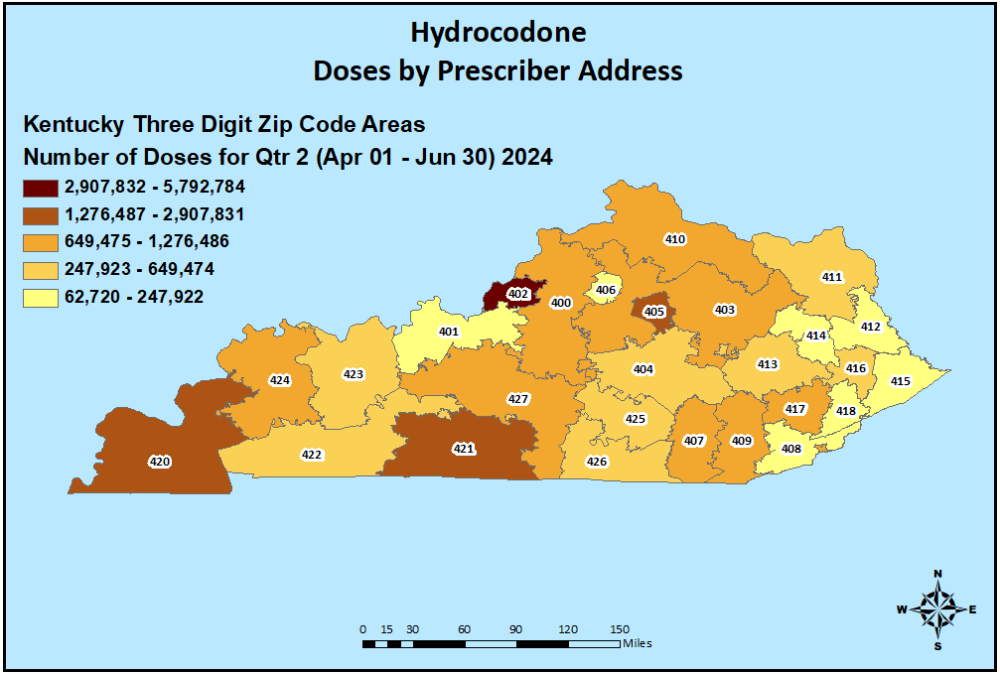 Hydrocodone
Doses by Prescriber Address
Kentucky Three Digit Zip Code Areas
Number of Doses for Qtr 2 (Apr 01 - Jun 30) 2024
2,907,832 - 5,792,784
1,276,487 - 2,907,831
649,475 - 1,276,486
247,923 - 649,474
62,720 - 247,922
410
411
406
402
400
405
403
401
414
412
404
413
416
423
424
415
427
417
418
425
407
409
421
408
422
420
426
N
W E
S
0 15 30 60 90 120 150
Miles